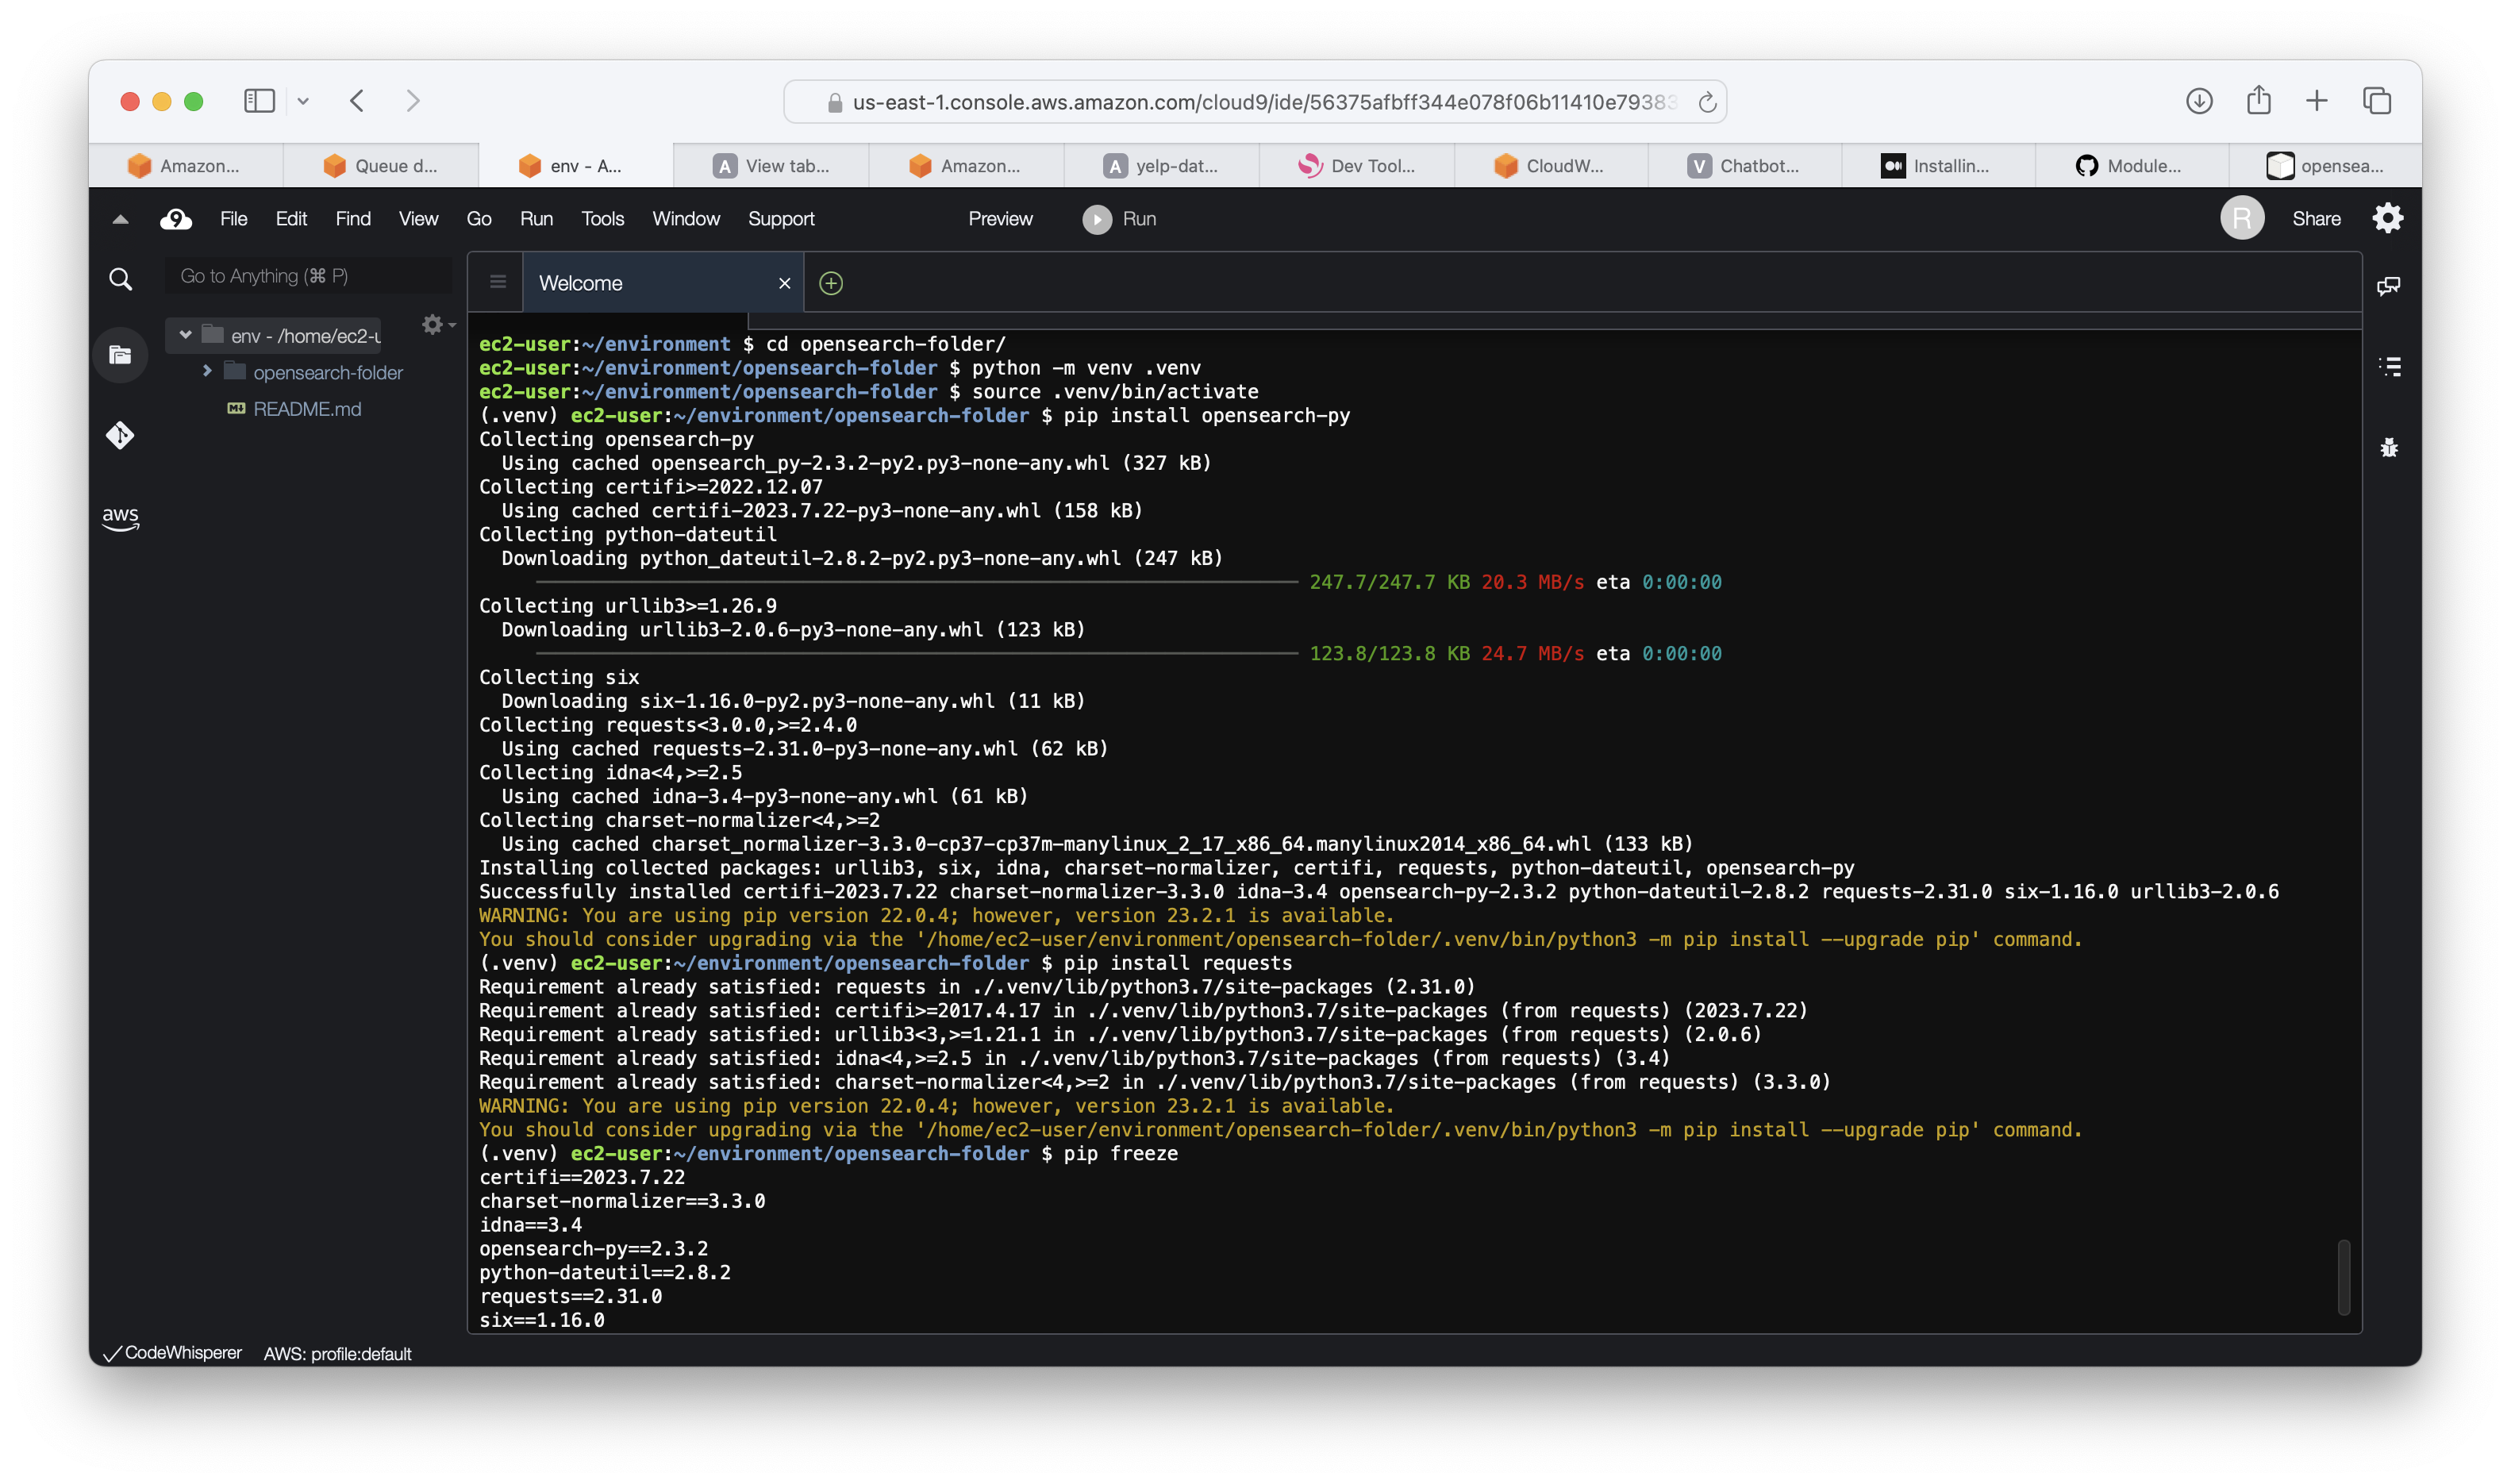 us-east-1.console.aws.amazon.com/cloud9/ide/56375afbff344e078f06b11410e79383
Amazon...
Queue d...
env - A...
A View tab...
Amazon...
A yelp-dat...
Dev Tool...
CloudW...
V Chatbot...
Installin...
Module...
opensea...
9 File Edit Find View Go Run Tools Window Support Preview Run R Share
Go to Anything (⌘ P)
Welcome
env - /home/ec2-u
opensearch-folder
M↓ README.md
aws
ec2-user:~/environment $ cd opensearch-folder/
ec2-user:~/environment/opensearch-folder $ python -m venv .venv
ec2-user:~/environment/opensearch-folder $ source .venv/bin/activate
(.venv) ec2-user:~/environment/opensearch-folder $ pip install opensearch-py
Collecting opensearch-py
Using cached opensearch_py-2.3.2-py2.py3-none-any.whl (327 kB)
Collecting certifi>=2022.12.07
Using cached certifi-2023.7.22-py3-none-any.whl (158 kB)
Collecting python-dateutil
Downloading python_dateutil-2.8.2-py2.py3-none-any.whl (247 kB)
247.7/247.7 KB 20.3 MB/s eta 0:00:00
Collecting urllib3>=1.26.9
Downloading urllib3-2.0.6-py3-none-any.whl (123 kB)
123.8/123.8 KB 24.7 MB/s eta 0:00:00
Collecting six
Downloading six-1.16.0-py2.py3-none-any.whl (11 kB)
Collecting requests<3.0.0,>=2.4.0
Using cached requests-2.31.0-py3-none-any.whl (62 kB)
Collecting idna<4,>=2.5
Using cached idna-3.4-py3-none-any.whl (61 kB)
Collecting charset-normalizer<4,>=2
Using cached charset_normalizer-3.3.0-cp37-cp37m-manylinux_2_17_x86_64.manylinux2014_x86_64.whl (133 kB)
Installing collected packages: urllib3, six, idna, charset-normalizer, certifi, requests, python-dateutil, opensearch-py
Successfully installed certifi-2023.7.22 charset-normalizer-3.3.0 idna-3.4 opensearch-py-2.3.2 python-dateutil-2.8.2 requests-2.31.0 six-1.16.0 urllib3-2.0.6
WARNING: You are using pip version 22.0.4; however, version 23.2.1 is available.
You should consider upgrading via the '/home/ec2-user/environment/opensearch-folder/.venv/bin/python3 -m pip install --upgrade pip' command.
(.venv) ec2-user:~/environment/opensearch-folder $ pip install requests
Requirement already satisfied: requests in ./.venv/lib/python3.7/site-packages (2.31.0)
Requirement already satisfied: certifi>=2017.4.17 in ./.venv/lib/python3.7/site-packages (from requests) (2023.7.22)
Requirement already satisfied: urllib3<3,>=1.21.1 in ./.venv/lib/python3.7/site-packages (from requests) (2.0.6)
Requirement already satisfied: idna<4,>=2.5 in ./.venv/lib/python3.7/site-packages (from requests) (3.4)
Requirement already satisfied: charset-normalizer<4,>=2 in ./.venv/lib/python3.7/site-packages (from requests) (3.3.0)
WARNING: You are using pip version 22.0.4; however, version 23.2.1 is available.
You should consider upgrading via the '/home/ec2-user/environment/opensearch-folder/.venv/bin/python3 -m pip install --upgrade pip' command.
(.venv) ec2-user:~/environment/opensearch-folder $ pip freeze
certifi==2023.7.22
charset-normalizer==3.3.0
idna==3.4
opensearch-py==2.3.2
python-dateutil==2.8.2
requests==2.31.0
six==1.16.0
CodeWhisperer AWS: profile:default